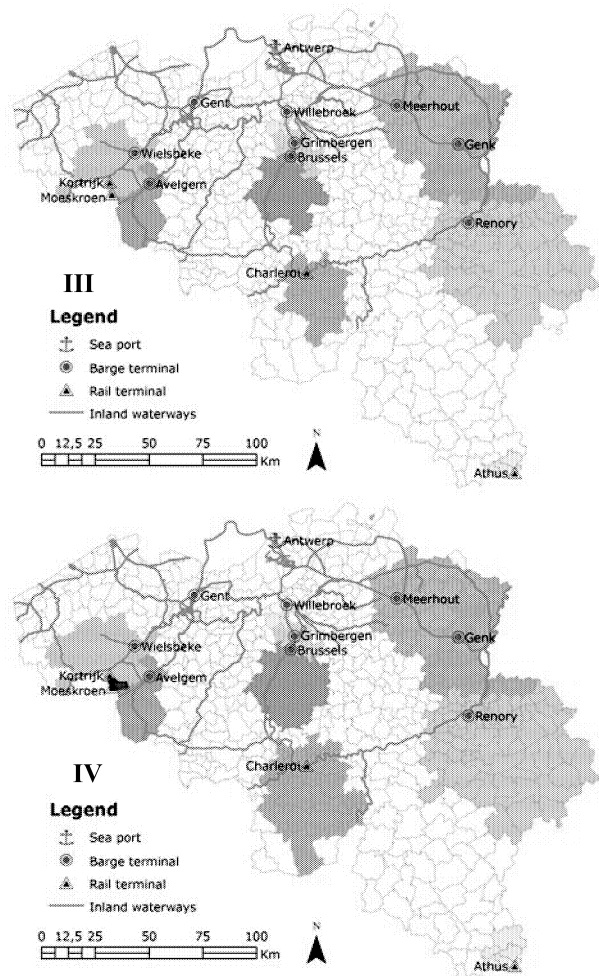 Antwerp
Gent
Willebroek
Meerhout
Grimbergen
Genk
Wielsbeke
Brussels
Kortrijk
Avelgem
Moeskroen
Renory
Charleroi
III
Legend
Sea port
Barge terminal
Rail terminal
Inland waterways
N
0 12,5 25 50 75 100
Km
Athus
Antwerp
Gent
Willebroek
Meerhout
Grimbergen
Genk
Wielsbeke
Brussels
Kortrijk
Avelgem
Moeskroen
Renory
Charleroi
IV
Legend
Sea port
Barge terminal
Rail terminal
Inland waterways
N
0 12,5 25 50 75 100
Km
Athus